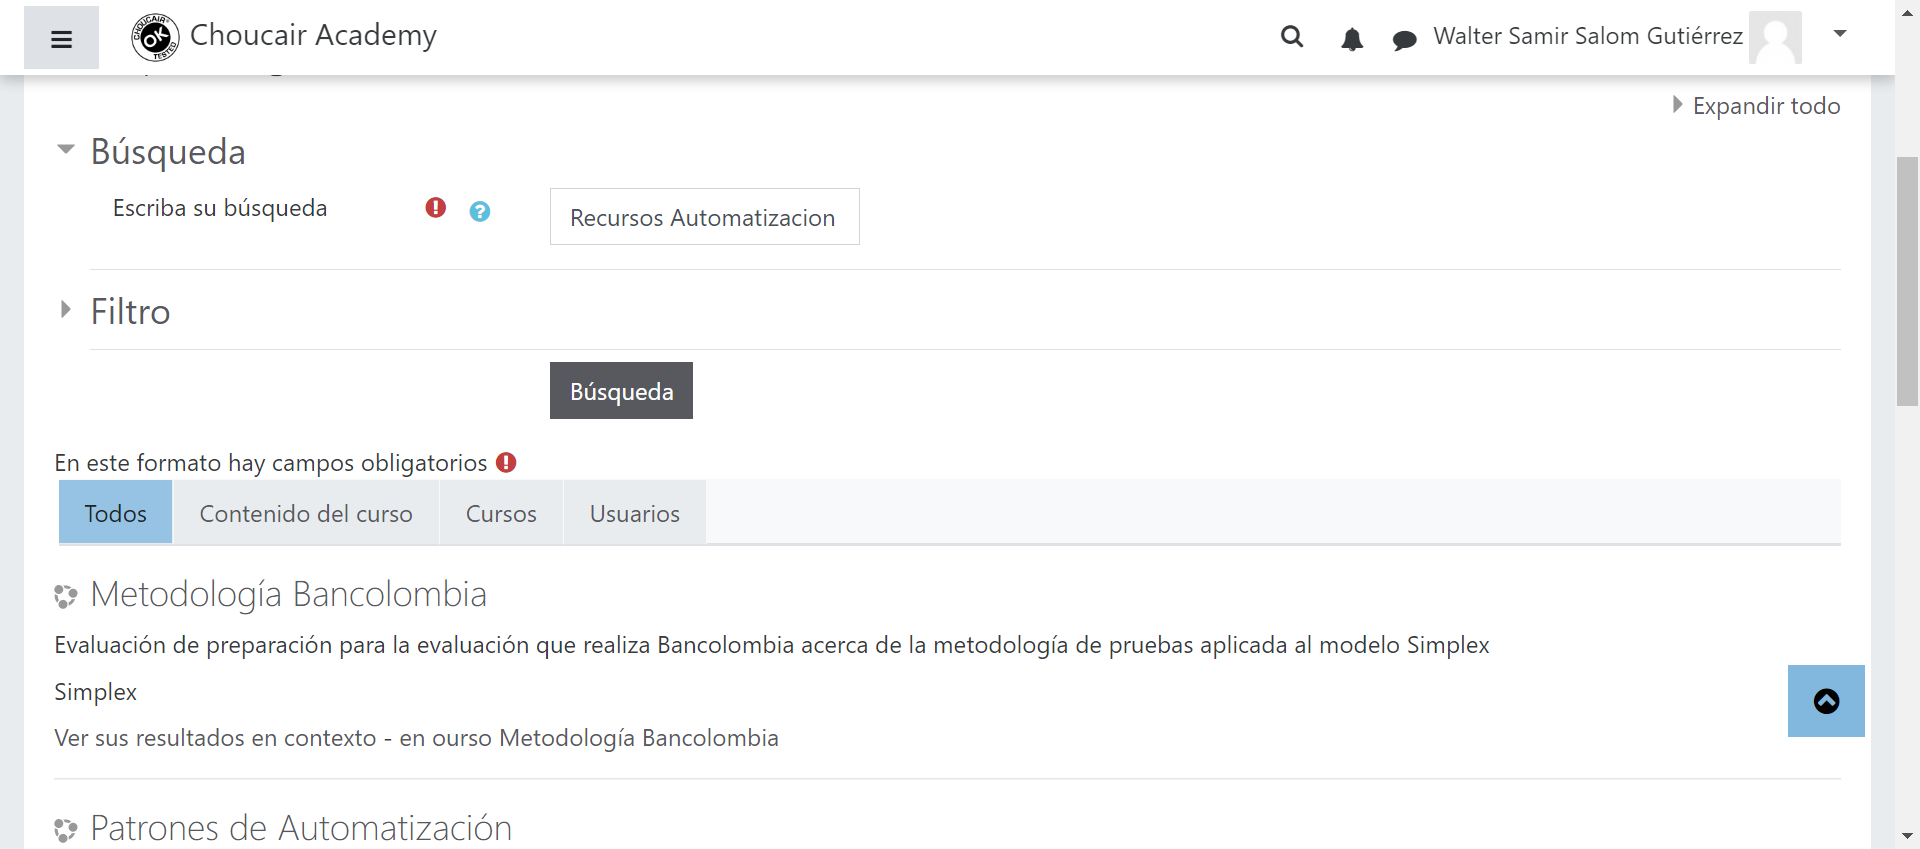 CHOUCAIR OK TESTED
Choucair Academy
Walter Samir Salom Gutiérrez
Expandir todo
Búsqueda
Escriba su búsqueda
Recursos Automatizacion
Filtro
Búsqueda
En este formato hay campos obligatorios
Todos
Contenido del curso
Cursos
Usuarios
Metodología Bancolombia
Evaluación de preparación para la evaluación que realiza Bancolombia acerca de la metodología de pruebas aplicada al modelo Simplex
Simplex
Ver sus resultados en contexto - en ourso Metodología Bancolombia
Patrones de Automatización